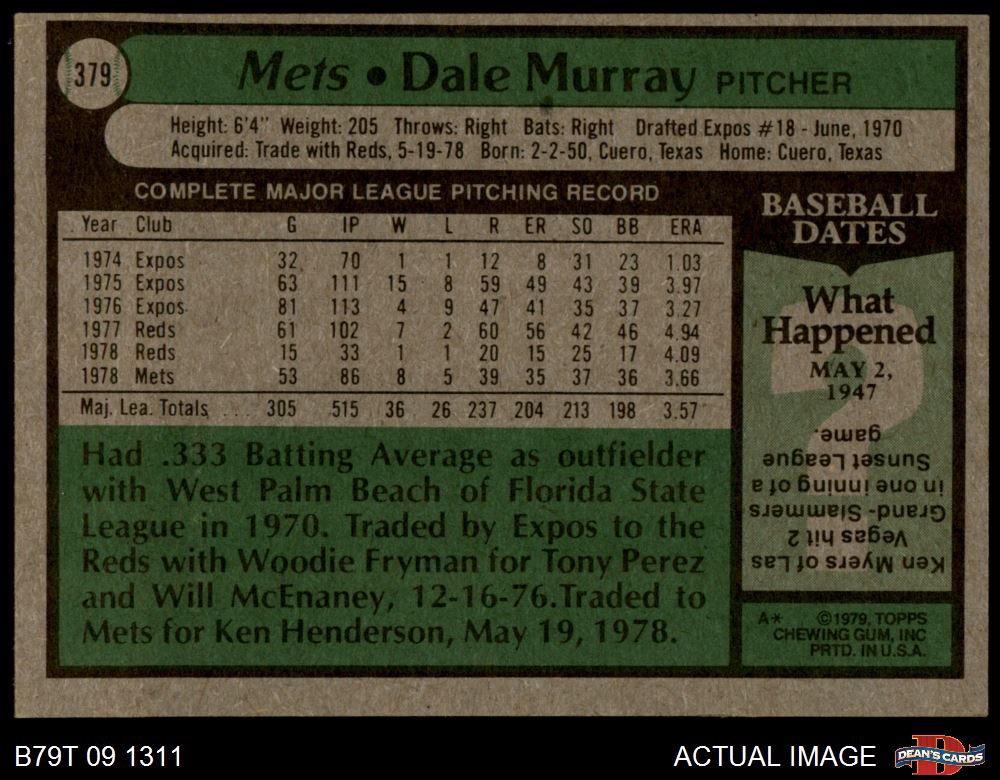 379
Mets • Dale Murray PITCHER
Height: 6'4" Weight: 205 Throws: Right Bats: Right Drafted Expos #18 - June, 1970
Acquired: Trade with Reds, 5-19-78 Born: 2-2-50, Cuero, Texas Home: Cuero, Texas
COMPLETE MAJOR LEAGUE PITCHING RECORD
Year Club G IP W L R ER SO BB ERA
1974 Expos 32 70 1 1 12 8 31 23 1.03
1975 Expos 63 111 15 8 59 49 43 39 3.97
1976 Expos 81 113 4 9 47 41 35 37 3.27
1977 Reds 61 102 7 2 60 56 42 46 4.94
1978 Reds 15 33 1 1 20 15 25 17 4.09
1978 Mets 53 86 8 5 39 35 37 36 3.66
Maj. Lea. Totals ... 305 515 36 26 237 204 213 198 3.57
Had .333 Batting Average as outfielder
with West Palm Beach of Florida State
League in 1970. Traded by Expos to the
Reds with Woodie Fryman for Tony Perez
and Will McEnaney, 12-16-76.Traded to
Mets for Ken Henderson, May 19, 1978.
BASEBALL
DATES
What
Happened
MAY 2,
1947
Ken Myers of Las
Vegas hit 2
Grand-Slammers
in one inning of a
Sunset League
game.
A* ©1979, TOPPS
CHEWING GUM, INC
PRTD. IN U.S.A.
B79T 09 1311
ACTUAL IMAGE
DEAN'S CARDS